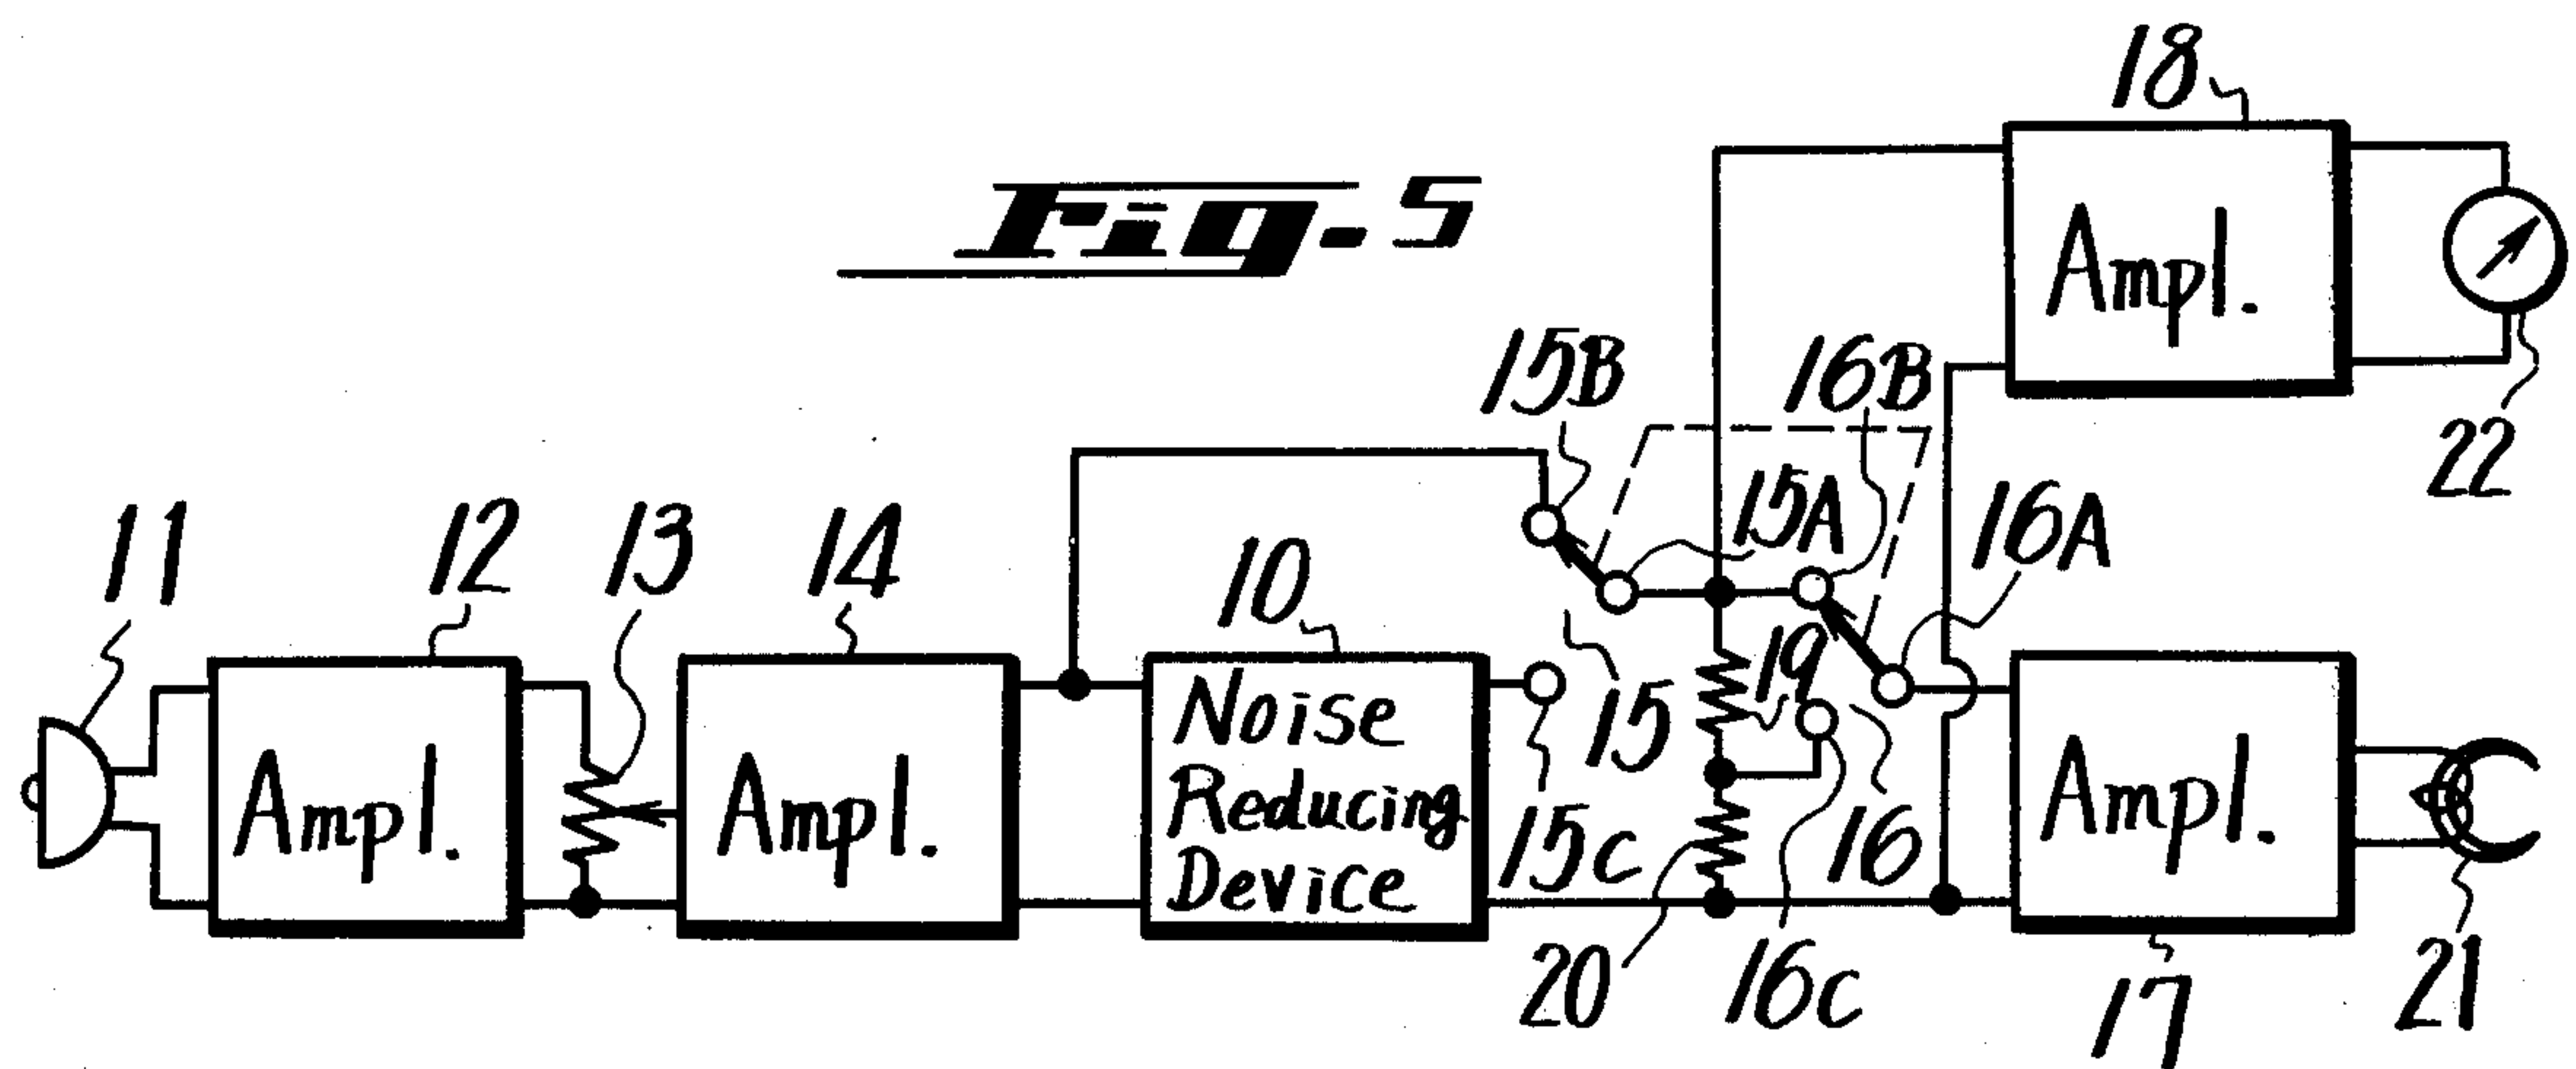 Fig-5
18
Ampl.
22
15B
16B
15A
16A
11
12
13
14
10
19
15
Ampl.
Ampl.
Noise
Reducing
Device
15C
16
Ampl.
20
16C
17
21